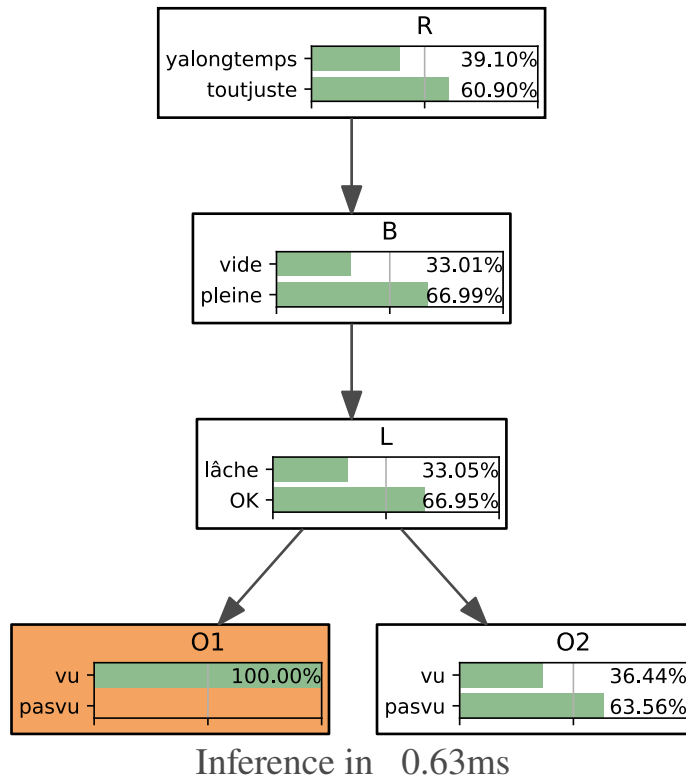 R
yalongtemps 39.10%
toutjuste 60.90%
B
vide 33.01%
pleine 66.99%
L
lâche 33.05%
OK 66.95%
O1
vu 100.00%
pasvu
O2
vu 36.44%
pasvu 63.56%
Inference in 0.63ms